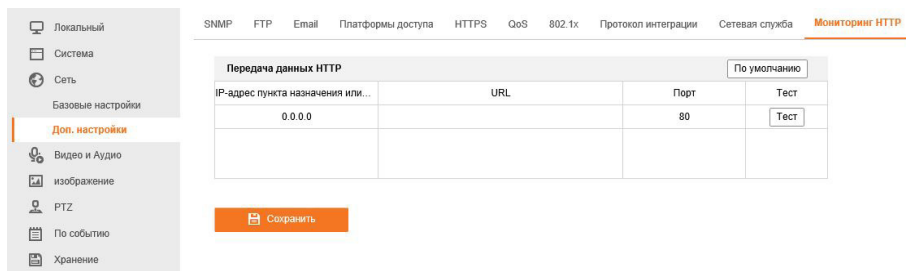 Локальный
Система
Сеть
Базовые настройки
Доп. настройки
Видео и Аудио
изображение
PTZ
По событию
Хранение
SNMP FTP Email Платформы доступа HTTPS QoS 802.1x Протокол интеграции Сетевая служба Мониторинг HTTP
Передача данных HTTP По умолчанию
IP-адрес пункта назначения или... URL Порт Тест
0.0.0.0 80 Тест
Сохранить